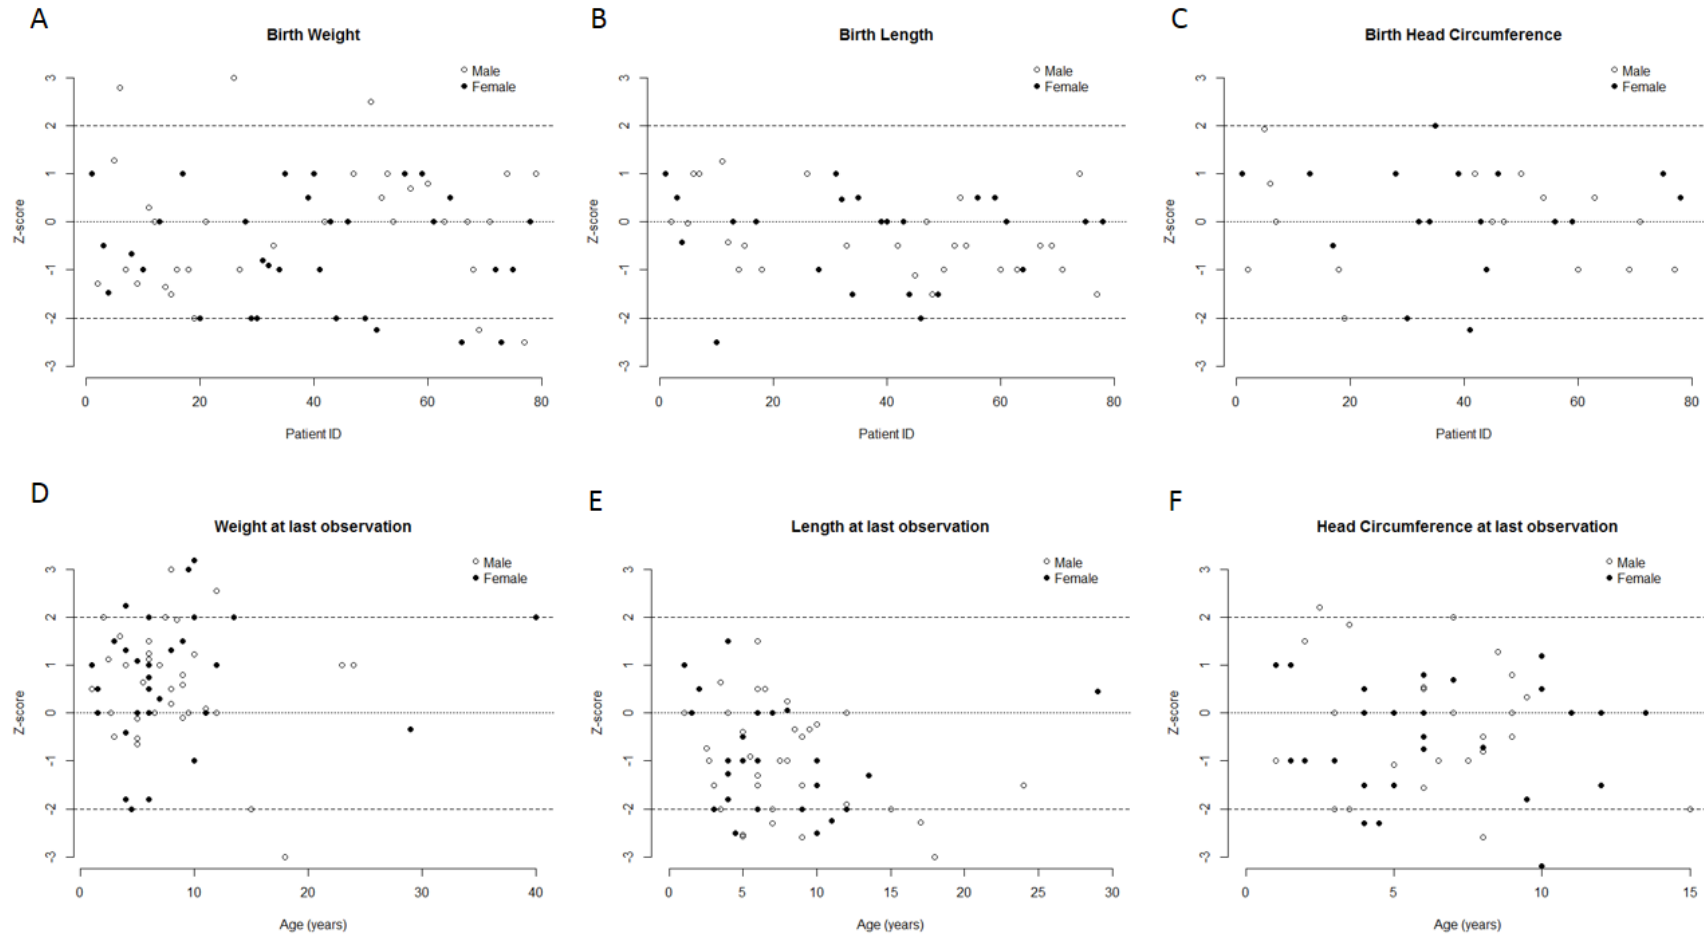 A
Birth Weight
Male
Female
3
2
1
0
-1
-2
-3
Z-score
0 20 40 60 80
Patient ID
B
Birth Length
Male
Female
3
2
1
0
-1
-2
-3
Z-score
0 20 40 60 80
Patient ID
C
Birth Head Circumference
Male
Female
3
2
1
0
-1
-2
-3
Z-score
0 20 40 60 80
Patient ID
D
Weight at last observation
Male
Female
3
2
1
0
-1
-2
-3
Z-score
0 10 20 30 40
Age (years)
E
Length at last observation
Male
Female
3
2
1
0
-1
-2
-3
Z-score
0 5 10 15 20 25 30
Age (years)
F
Head Circumference at last observation
Male
Female
3
2
1
0
-1
-2
-3
Z-score
0 5 10 15
Age (years)